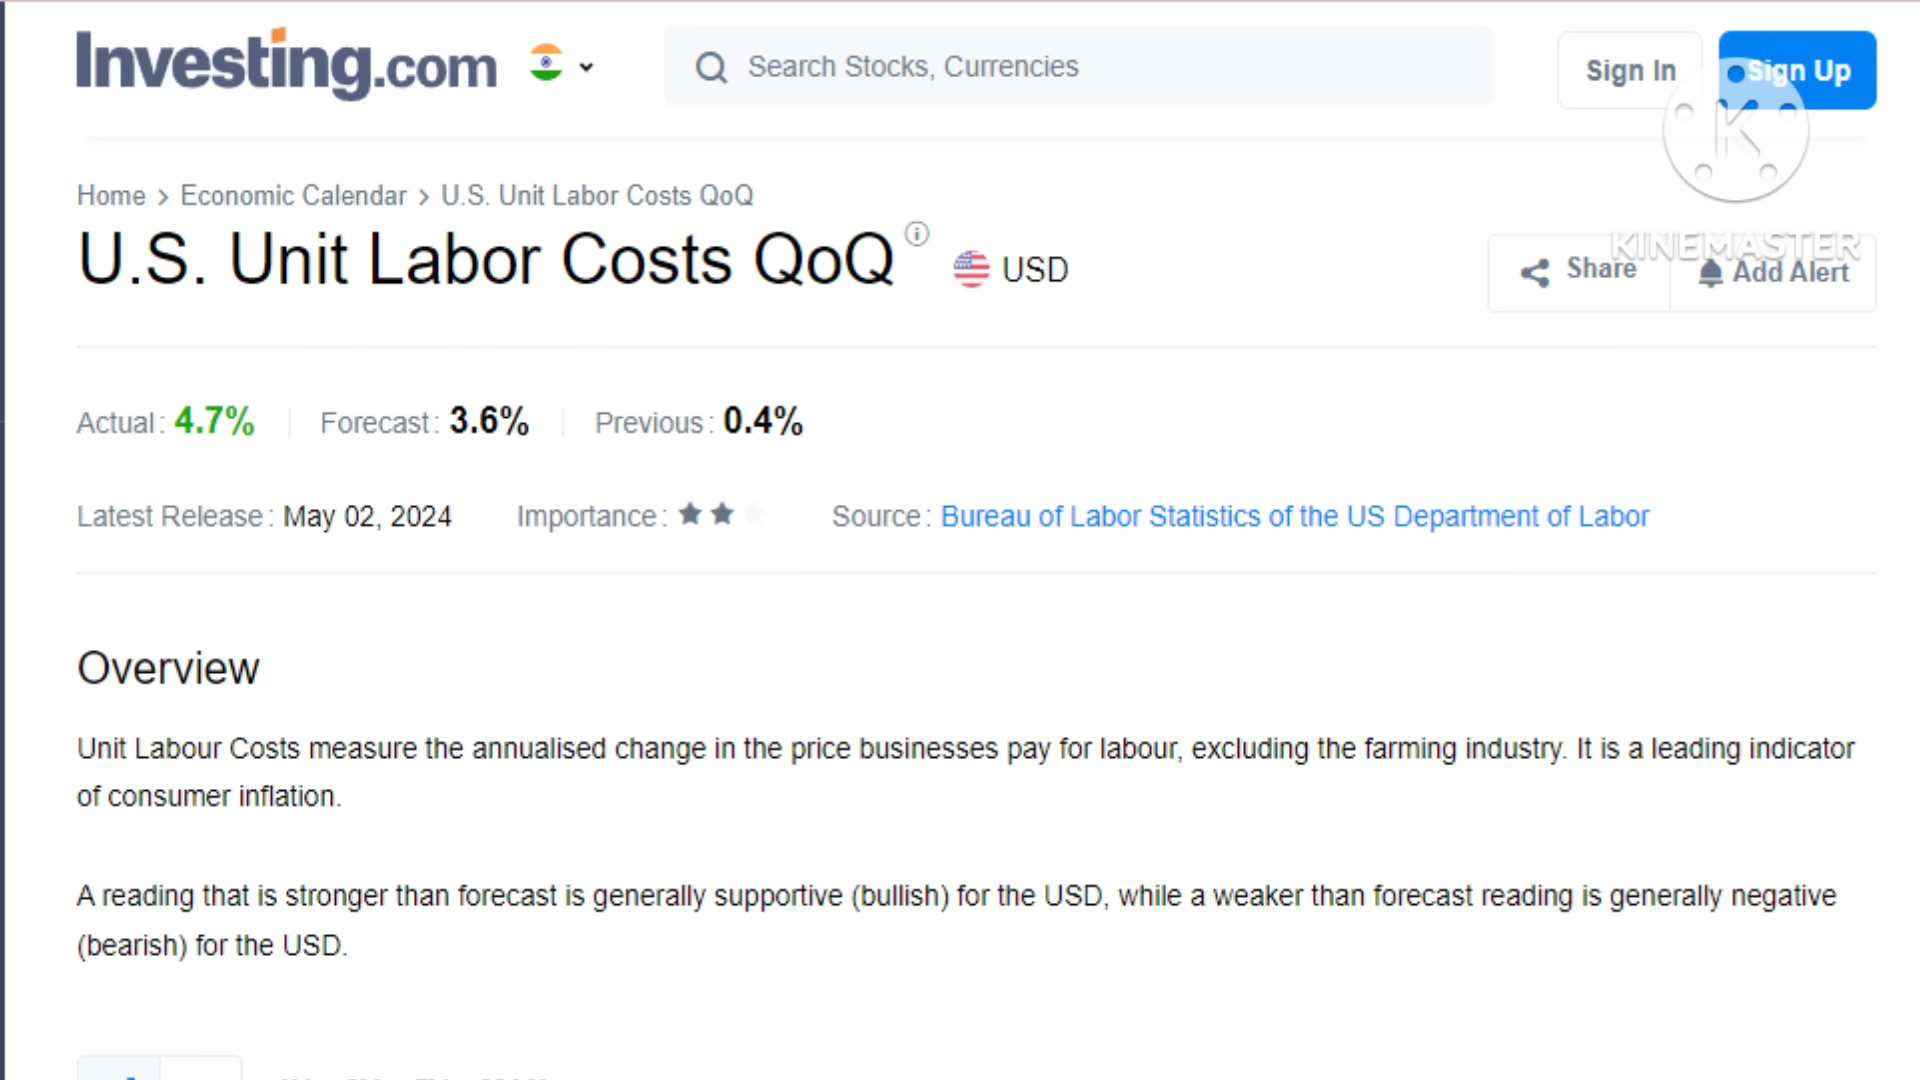 Investing.com
Search Stocks, Currencies
Sign In
Sign Up
K
KINEMASTER
Home > Economic Calendar > U.S. Unit Labor Costs QoQ
U.S. Unit Labor Costs QoQ
USD
Share
Add Alert
Actual: 4.7%
Forecast: 3.6%
Previous: 0.4%
Latest Release: May 02, 2024
Importance:
Source: Bureau of Labor Statistics of the US Department of Labor
Overview
Unit Labour Costs measure the annualised change in the price businesses pay for labour, excluding the farming industry. It is a leading indicator
of consumer inflation.
A reading that is stronger than forecast is generally supportive (bullish) for the USD, while a weaker than forecast reading is generally negative
(bearish) for the USD.